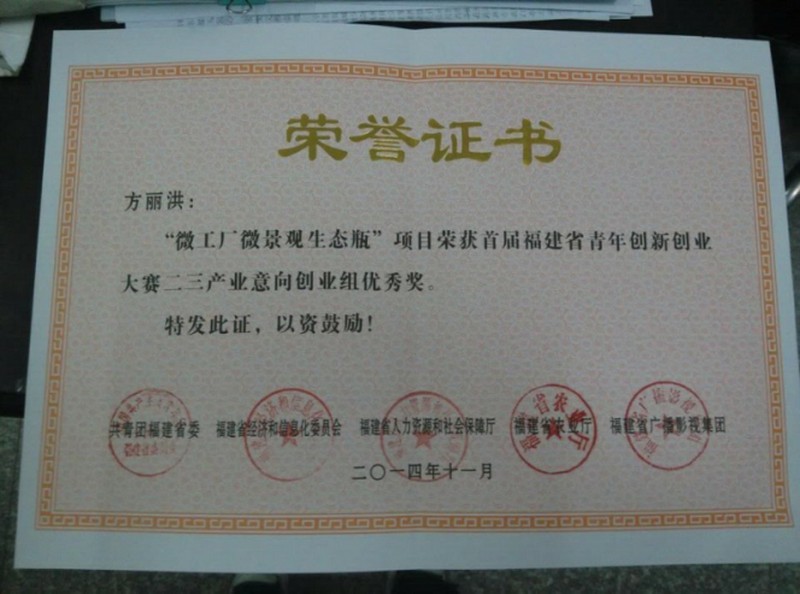 荣誉证书
方丽洪：
“微工厂微景观生态瓶”项目荣获首届福建省青年创新创业
大赛二三产业意向创业组优秀奖。
特发此证，以资鼓励！
共青团福建省委 福建省经济和信息化委员会 福建省人力资源和社会保障厅 福建省农业厅 福建省广播影视集团
二〇一四年十一月